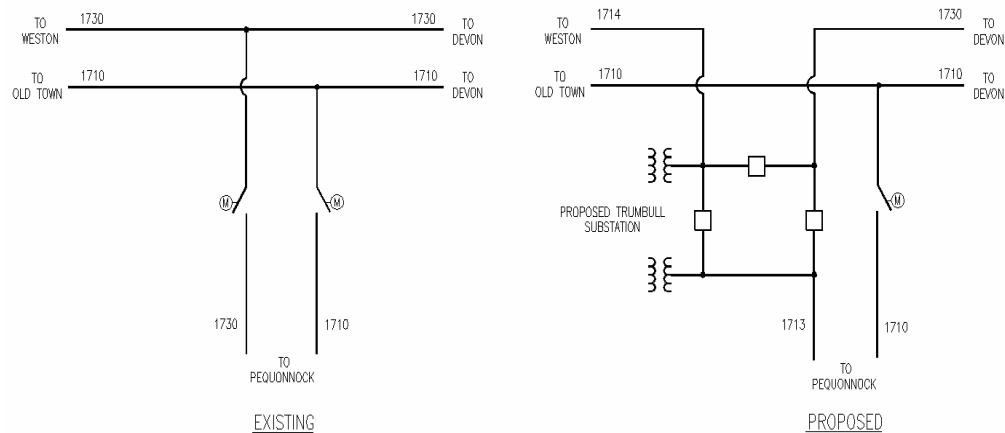 1730
1730
TO
WESTON
TO
DEVON
1710
1710
TO
OLD TOWN
TO
DEVON
M
M
1730
1710
TO
PEQUONNOCK
EXISTING
1714
1730
TO
WESTON
TO
DEVON
1710
1710
TO
OLD TOWN
TO
DEVON
M
PROPOSED TRUMBULL
SUBSTATION
1713
1710
TO
PEQUONNOCK
PROPOSED